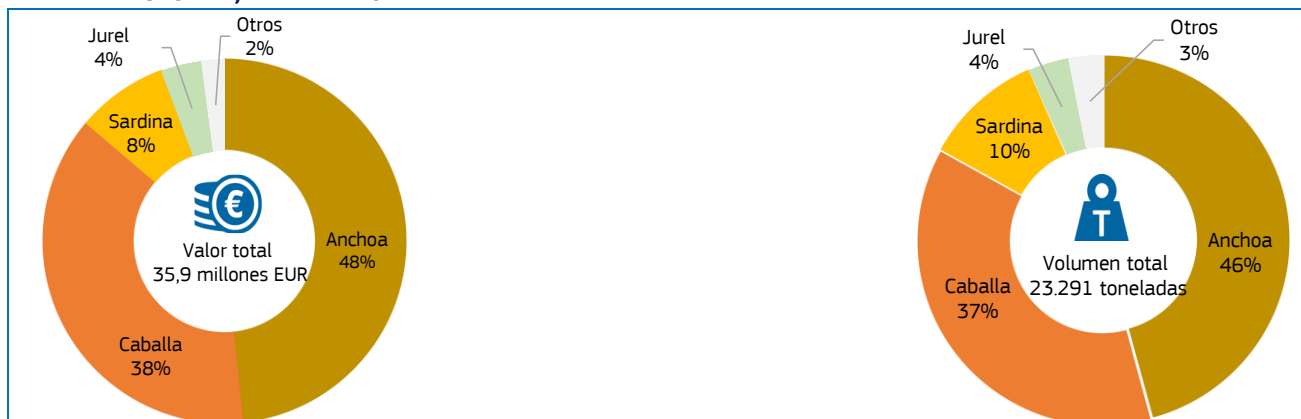 Otros
2%
Jurel
4%
Sardina
8%
€
Valor total
35,9 millones EUR
Anchoa
48%
Caballa
38%
Otros
3%
Jurel
4%
Sardina
10%
T
Volumen total
23.291 toneladas
Anchoa
46%
Caballa
37%